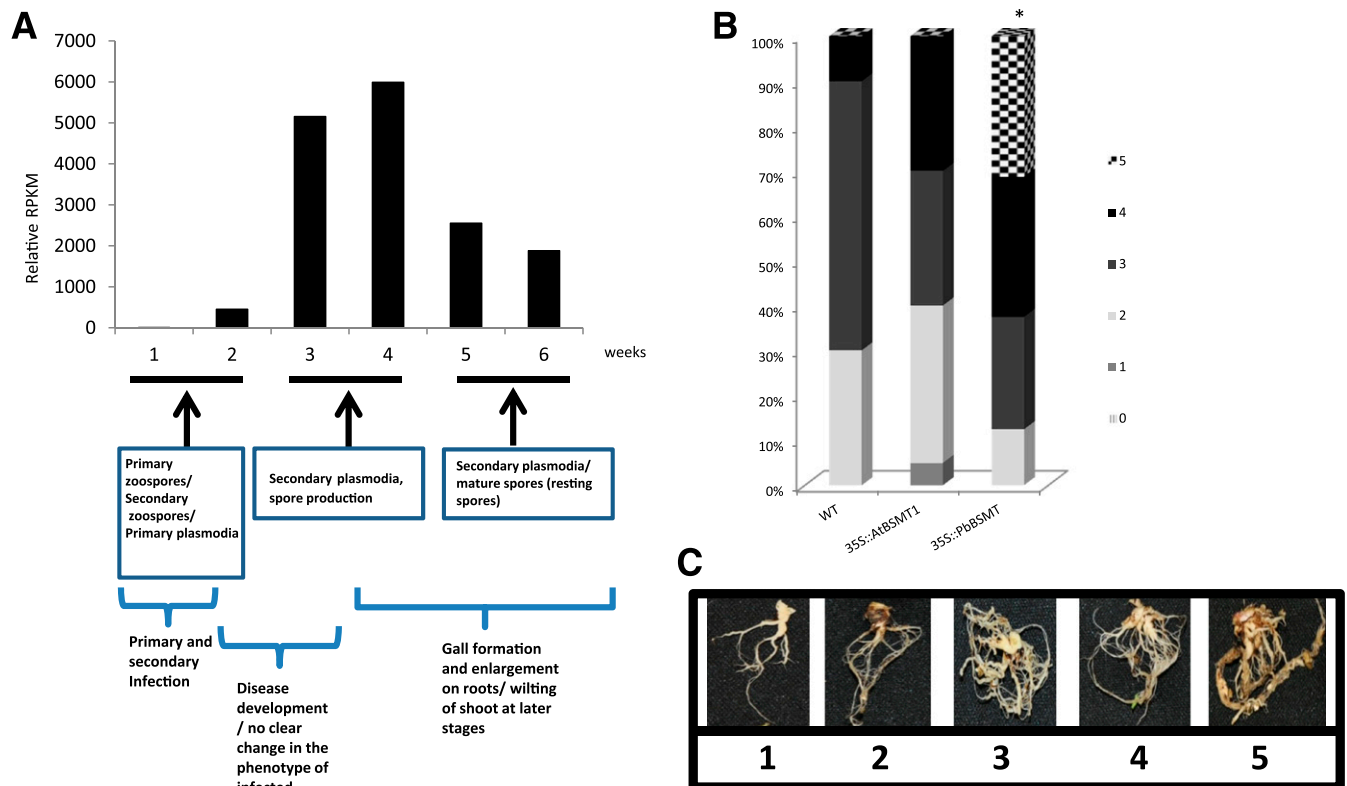 A
7000
6000
5000
4000
3000
2000
1000
0
Relative RPKM
1 2 3 4 5 6 weeks
Primary
zoospores/
Secondary
zoospores/
Primary plasmodia
Secondary plasmodia,
spore production
Secondary plasmodia/
mature spores (resting
spores)
Primary and
secondary
Infection
Disease
development
/ no clear
change in the
phenotype of
infected
Gall formation
and enlargement
on roots/ wilting
of shoot at later
stages
B
*
100%
90%
80%
70%
60%
50%
40%
30%
20%
10%
0%
WT
35S::AtBSMT1
35S::PbBSMT
5
4
3
2
1
0
C
1 2 3 4 5